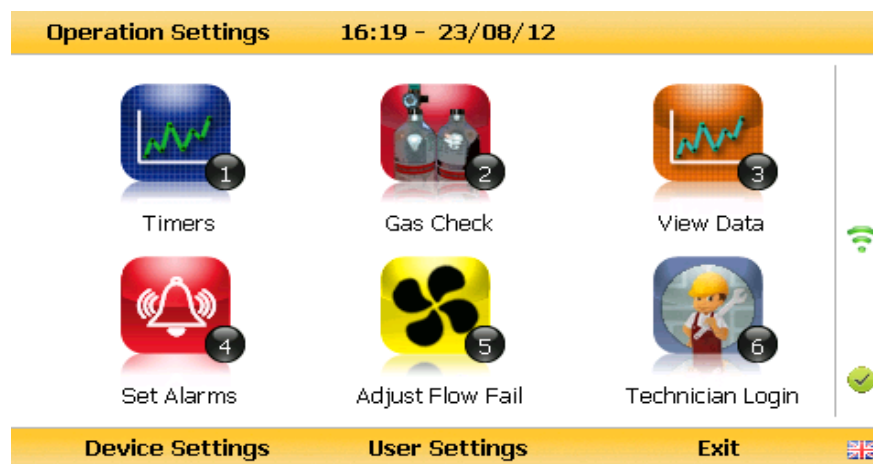 Operation Settings 16:19 - 23/08/12
1 2 3
Timers Gas Check View Data
4 5 6
Set Alarms Adjust Flow Fail Technician Login
Device Settings User Settings Exit